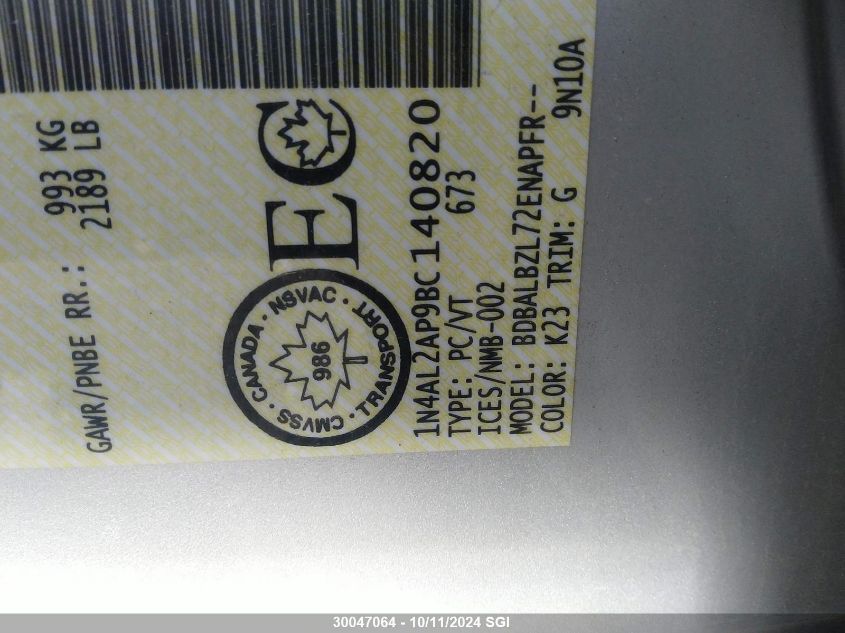 GAWR/PNBE RR.: 993 KG
2189 LB
EC
CMVSS · CANADA · NSVAC · TRANSPORT ·
986
1N4AL2AP9BC140820
TYPE: PC/VT 673
ICES/NMB-002
MODEL: BDBALBZL72ENAPFR--
COLOR: K23 TRIM: G 9N10A
30047064 - 10/11/2024 SGI